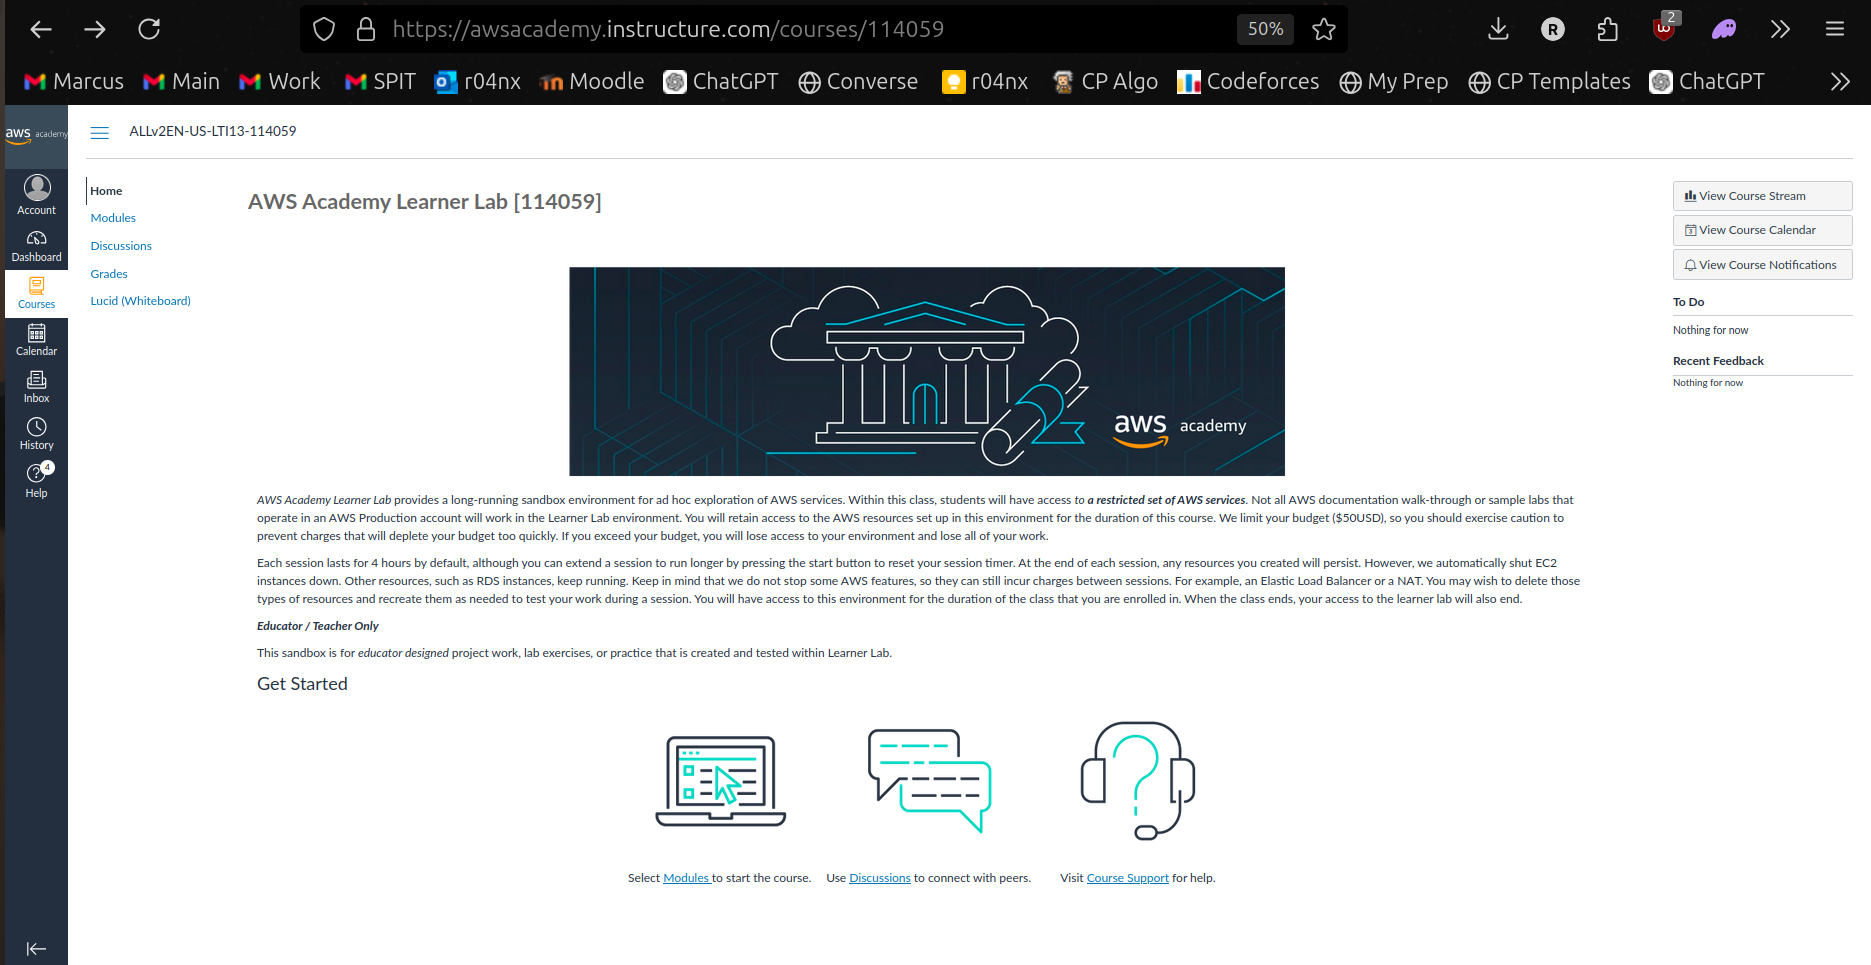 https://awsacademy.instructure.com/courses/114059
50%
R
2
Marcus
Main
Work
SPIT
r04nx
Moodle
ChatGPT
Converse
r04nx
CP Algo
Codeforces
My Prep
CP Templates
ChatGPT
aws academy
ALLv2EN-US-LTI13-114059
Account
Dashboard
Courses
Calendar
Inbox
History
4
Help
Home
Modules
Discussions
Grades
Lucid (Whiteboard)
AWS Academy Learner Lab [114059]
aws academy
AWS Academy Learner Lab provides a long-running sandbox environment for ad hoc exploration of AWS services. Within this class, students will have access to a restricted set of AWS services. Not all AWS documentation walk-through or sample labs that
operate in an AWS Production account will work in the Learner Lab environment. You will retain access to the AWS resources set up in this environment for the duration of this course. We limit your budget ($50USD), so you should exercise caution to
prevent charges that will deplete your budget too quickly. If you exceed your budget, you will lose access to your environment and lose all of your work.
Each session lasts for 4 hours by default, although you can extend a session to run longer by pressing the start button to reset your session timer. At the end of each session, any resources you created will persist. However, we automatically shut EC2
instances down. Other resources, such as RDS instances, keep running. Keep in mind that we do not stop some AWS features, so they can still incur charges between sessions. For example, an Elastic Load Balancer or a NAT. You may wish to delete those
types of resources and recreate them as needed to test your work during a session. You will have access to this environment for the duration of the class that you are enrolled in. When the class ends, your access to the learner lab will also end.
Educator / Teacher Only
This sandbox is for educator designed project work, lab exercises, or practice that is created and tested within Learner Lab.
Get Started
Select Modules to start the course.
Use Discussions to connect with peers.
Visit Course Support for help.
View Course Stream
View Course Calendar
View Course Notifications
To Do
Nothing for now
Recent Feedback
Nothing for now